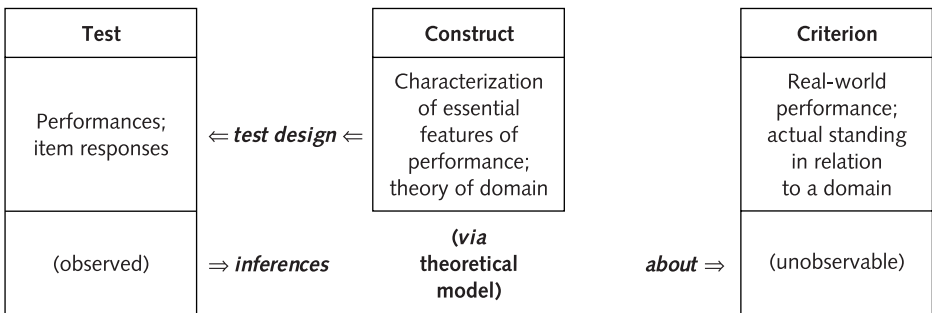 Test
Construct
Criterion
Performances;
item responses
⇐ test design ⇐
Characterization
of essential
features of
performance;
theory of domain
Real-world
performance;
actual standing
in relation
to a domain
(observed)
⇒ inferences
(via
theoretical
model)
about ⇒
(unobservable)